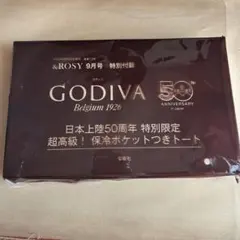 &ROSY 9月号 特別付録
GODIVA
Belgium 1926
50TH
ANNIVERSARY
日本上陸50周年 特別限定
超高級! 保冷ポケットつきトート